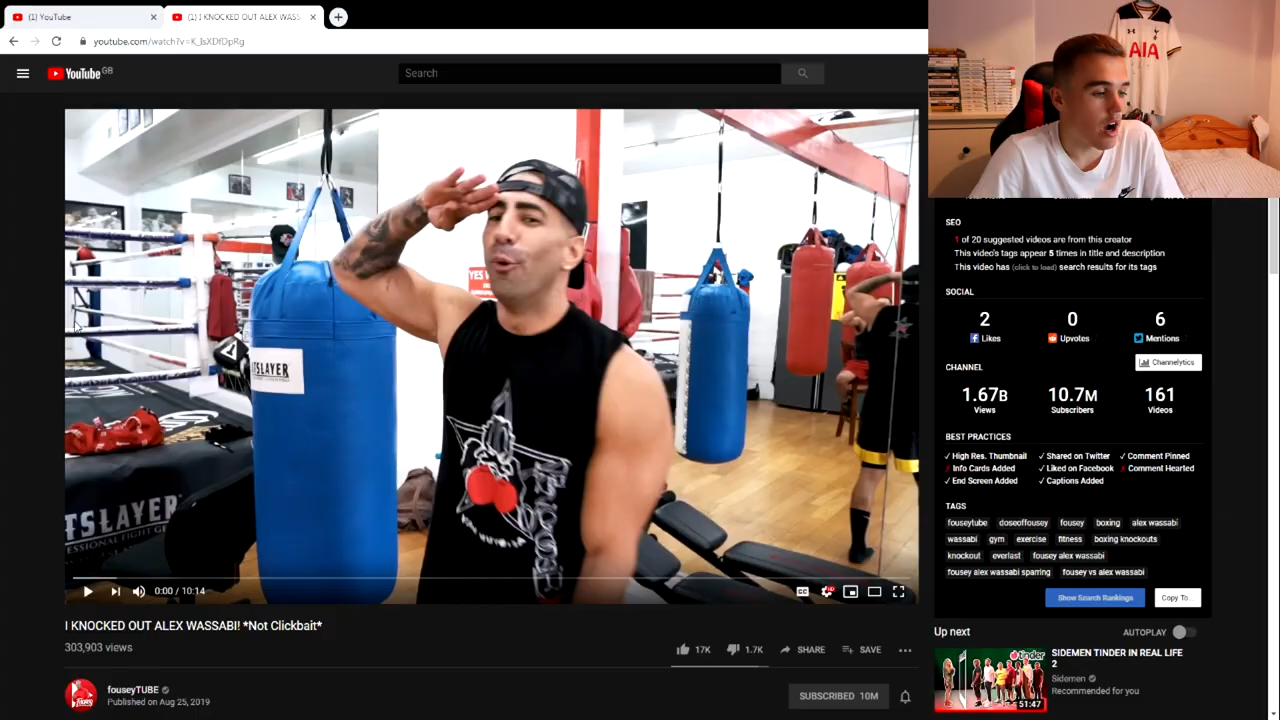 (1) YouTube
(1) I KNOCKED OUT ALEX WASS
youtube.com/watch?v=K_IsXDfDpRg
YouTube GB
Search
AIA
SEO
1 of 20 suggested videos are from this creator
This video's tags appear 5 times in title and description
This video has (click to load) search results for its tags
SOCIAL
2 0 6
Likes Upvotes Mentions
CHANNEL
Channelytics
1.67B 10.7M 161
Views Subscribers Videos
BEST PRACTICES
✓ High Res. Thumbnail ✓ Shared on Twitter ✓ Comment Pinned
Info Cards Added ✓ Liked on Facebook Comment Hearted
✓ End Screen Added ✓ Captions Added
TAGS
fouseytube doseoffousey fousey boxing alex wassabi
wassabi gym exercise fitness boxing knockouts
knockout everlast fousey alex wassabi
fousey alex wassabi sparring fousey vs alex wassabi
Show Search Rankings Copy To...
YES W
TSLAYER
TSLAYER
ESSIONAL FIGHT GE
0:00 / 10:14
CC
HD
I KNOCKED OUT ALEX WASSABI! *Not Clickbait*
303,903 views
17K 1.7K SHARE SAVE
fouseyTUBE
Published on Aug 25, 2019
SUBSCRIBED 10M
Up next
AUTOPLAY
tinder
51:47
SIDEMEN TINDER IN REAL LIFE
2
Sidemen
Recommended for you